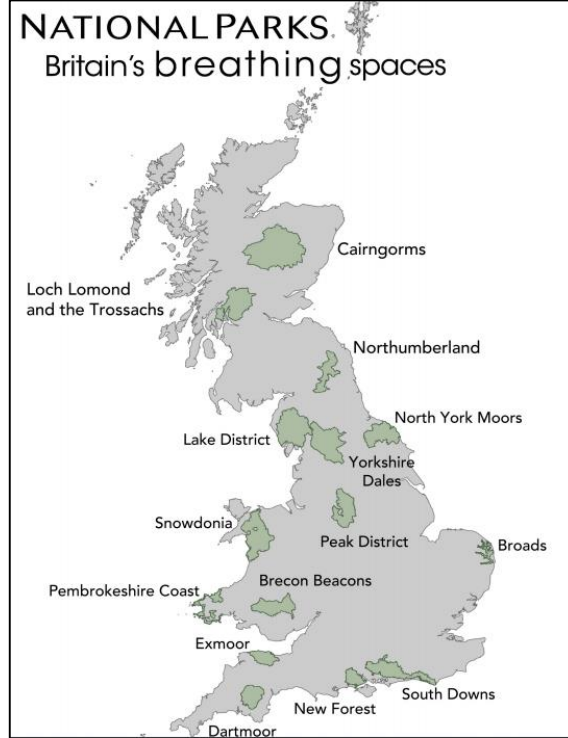 NATIONAL PARKS
Britain's breathing spaces
Cairngorms
Loch Lomond
and the Trossachs
Northumberland
North York Moors
Lake District
Yorkshire
Dales
Snowdonia
Peak District
Broads
Brecon Beacons
Pembrokeshire Coast
Exmoor
South Downs
New Forest
Dartmoor